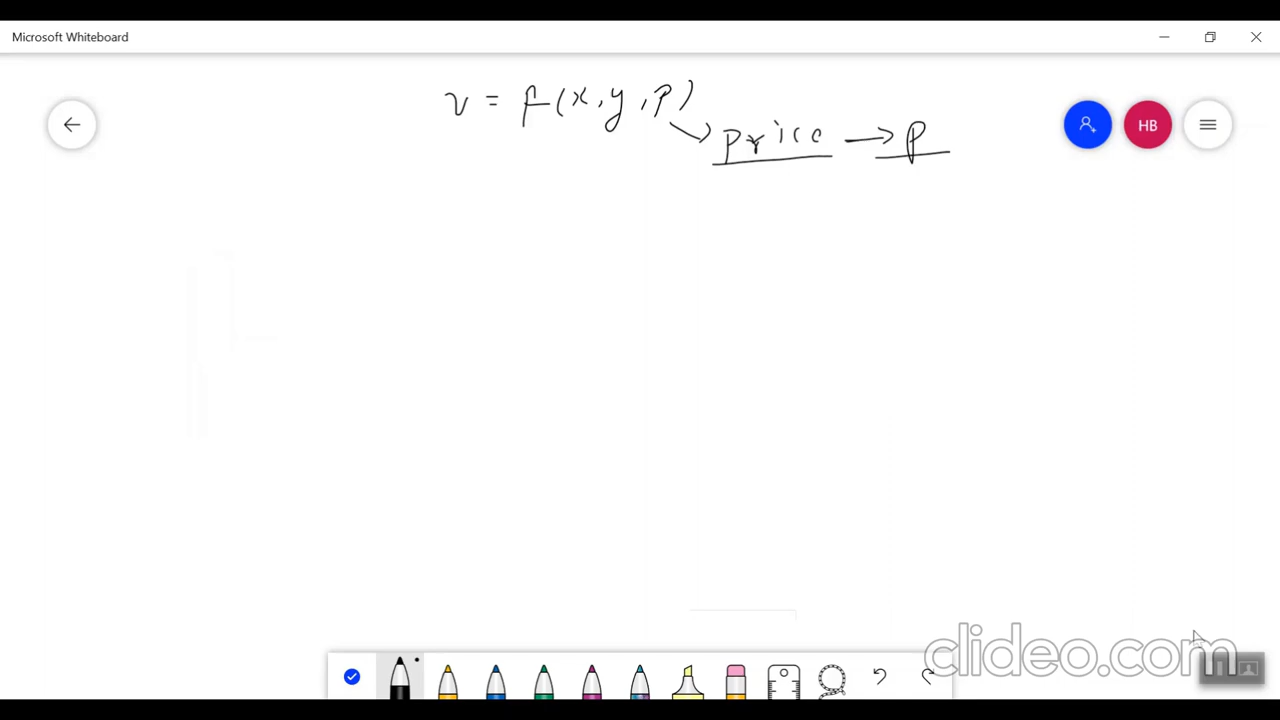 Microsoft Whiteboard
v = f(x, y, p)
price → p
HB
clideo.com